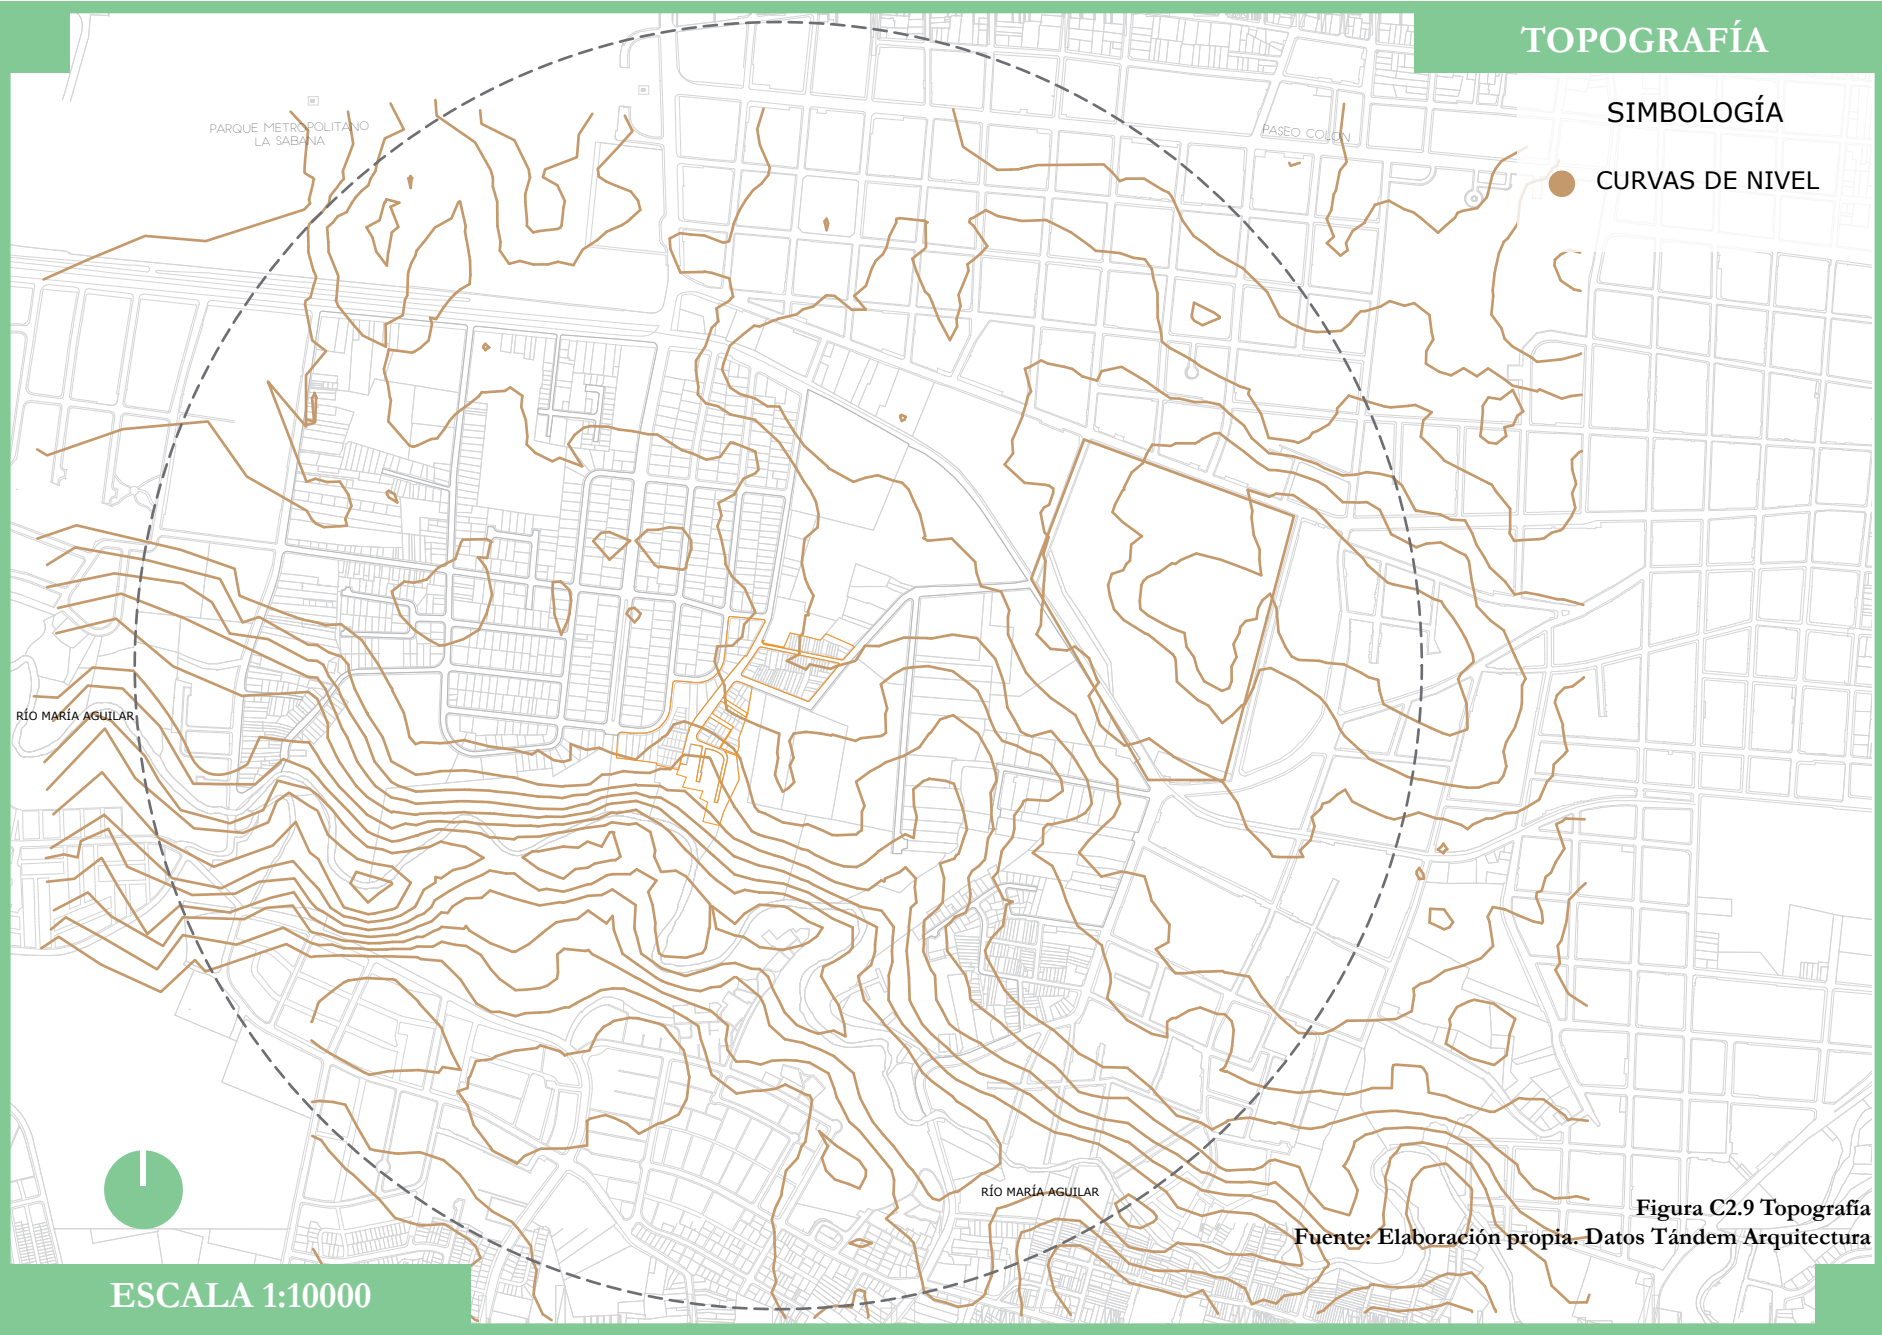 TOPOGRAFÍA
SIMBOLOGÍA
CURVAS DE NIVEL
PARQUE METROPOLITANO
LA SABANA
PASEO COLON
RÍO MARÍA AGUILAR
RÍO MARÍA AGUILAR
Figura C2.9 Topografía
Fuente: Elaboración propia. Datos Tándem Arquitectura
ESCALA 1:10000